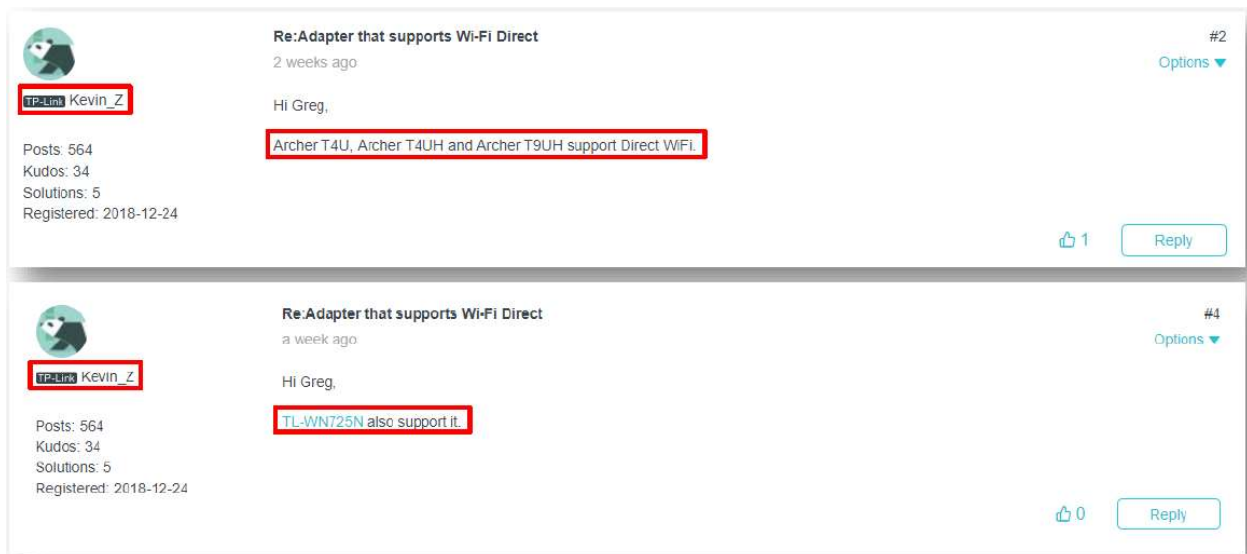 Re:Adapter that supports Wi-Fi Direct
#2
2 weeks ago
Options
TP-Link Kevin_Z
Hi Greg,
Archer T4U, Archer T4UH and Archer T9UH support Direct WiFi.
Posts: 564
Kudos: 34
Solutions: 5
Registered: 2018-12-24
1
Reply
Re:Adapter that supports Wi-Fi Direct
#4
a week ago
Options
TP-Link Kevin_Z
Hi Greg,
TL-WN725N also support it.
Posts: 564
Kudos: 34
Solutions: 5
Registered: 2018-12-24
0
Reply